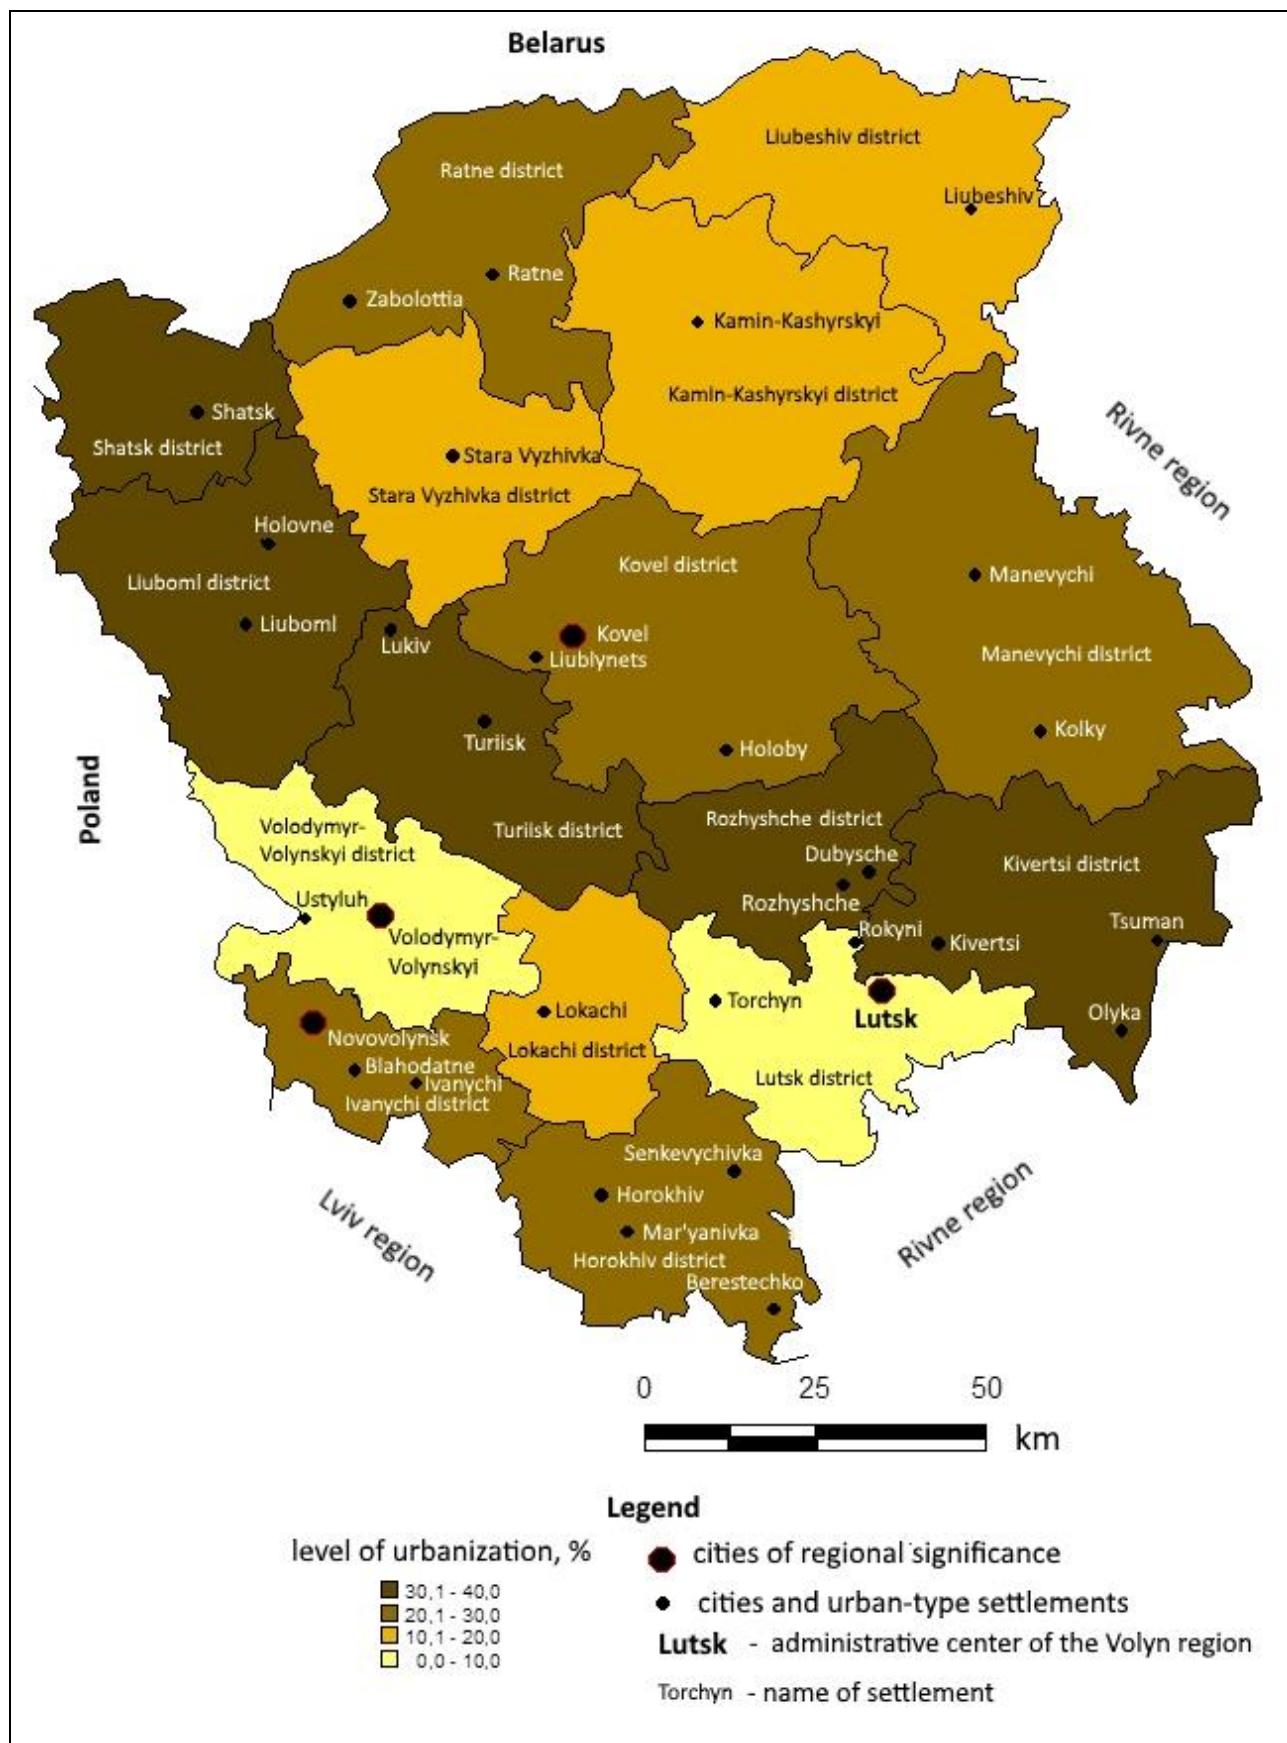 Belarus
Liubeshiv district
Ratne district
Liubeshiv
Ratne
Zabolottia
Kamin-Kashyrskyi
Kamin-Kashyrskyi district
Rivne region
Shatsk
Shatsk district
Stara Vyzhivka
Stara Vyzhivka district
Holovne
Kovel district
Liuboml district
Manevychi
Liuboml
Lukiv
Kovel
Liublynets
Manevychi district
Turiisk
Holoby
Kolky
Poland
Volodymyr-
Volynskyi district
Turiisk district
Rozhyshche district
Dubysche
Kivertsi district
Ustyluh
Rozhyshche
Tsuman
Volodymyr-
Volynskyi
Rokyni
Kivertsi
Torchyn
Lokachi
Lutsk
Olyka
Novovolynsk
Lokachi district
Blahodatne
Ivanychi
Ivanychi district
Lutsk district
Senkevychivka
Horokhiv
Lviv region
Mar'yanivka
Horokhiv district
Rivne region
Berestechko
0 25 50
km
Legend
level of urbanization, %
30,1 - 40,0
20,1 - 30,0
10,1 - 20,0
0,0 - 10,0
cities of regional significance
cities and urban-type settlements
Lutsk - administrative center of the Volyn region
Torchyn - name of settlement